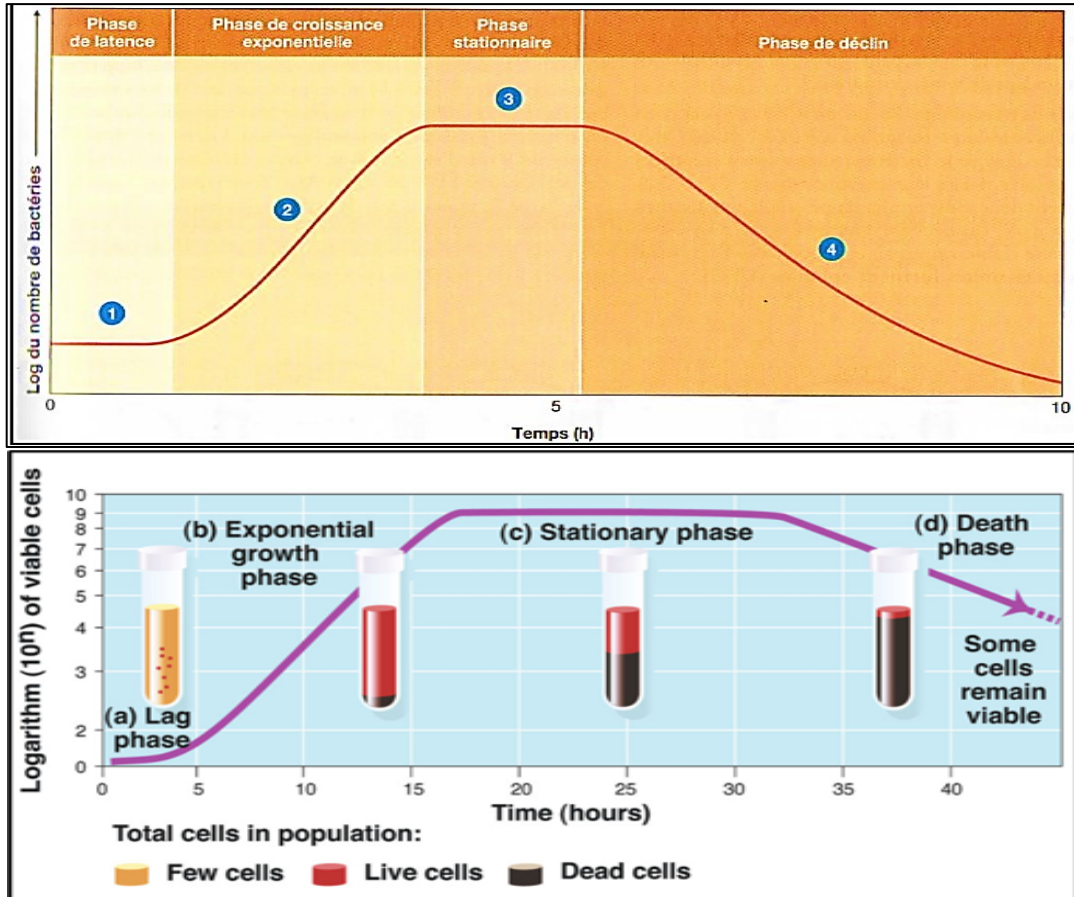 Phase
de latence
Phase de croissance
exponentielle
Phase
stationnaire
Phase de déclin
Log du nombre de bactéries
1
2
3
4
0
5
10
Temps (h)
Logarithm (10ⁿ) of viable cells
10
9
8
7
6
5
4
3
2
0
(a) Lag
phase
(b) Exponential
growth
phase
(c) Stationary phase
(d) Death
phase
Some
cells
remain
viable
0
5
10
15
20
25
30
35
40
Time (hours)
Total cells in population:
Few cells
Live cells
Dead cells